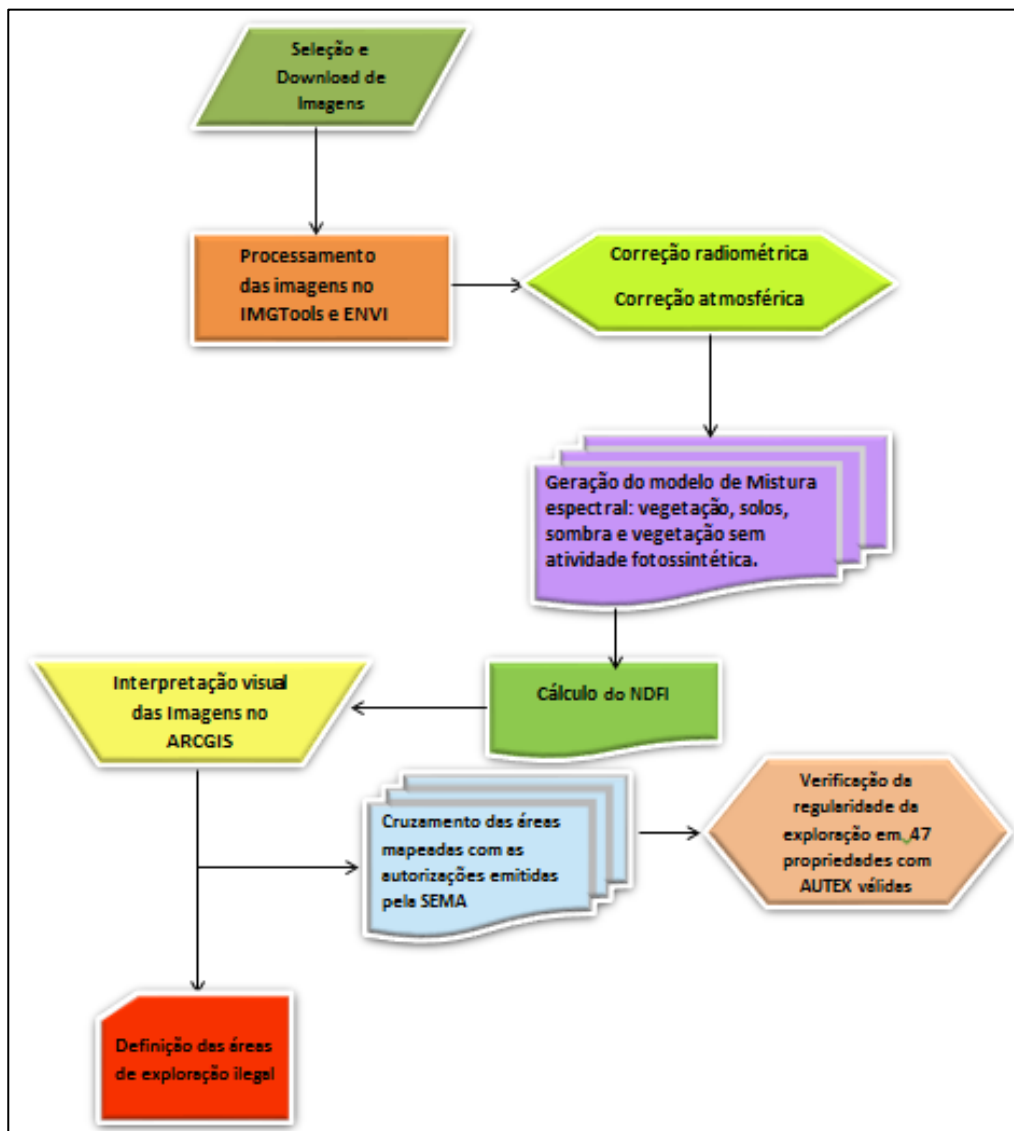 Seleção e
Download de
Imagens
Processamento
das imagens no
IMGTools e ENVI
Correção radiométrica
Correção atmosférica
Geração do modelo de Mistura
espectral: vegetação, solos,
sombra e vegetação sem
atividade fotossintética.
Cálculo do NDFI
Interpretação visual
das Imagens no
ARCGIS
Cruzamento das áreas
mapeadas com as
autorizações emitidas
pela SEMA
Verificação da
regularidade da
exploração em 47
propriedades com
AUTEX válidas
Definição das áreas
de exploração ilegal